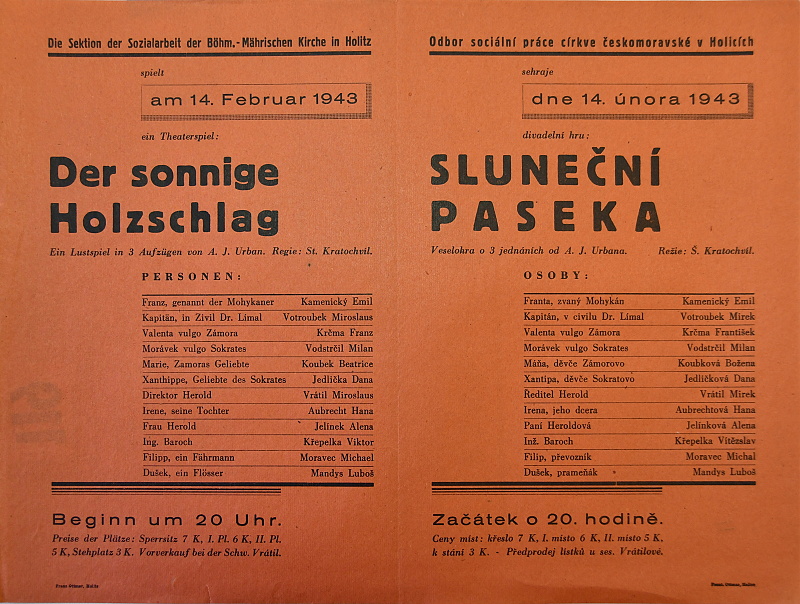 Die Sektion der Sozialarbeit der Böhm.-Mährischen Kirche in Holitz
spielt
am 14. Februar 1943
ein Theaterspiel:
Der sonnige
Holzschlag
Ein Lustspiel in 3 Aufzügen von A. J. Urban. Regie: St. Kratochvil.
PERSONEN:
Franz, genannt der Mohykaner Kamenický Emil
Kapitän, in Zivil Dr. Límal Votroubek Miroslaus
Valenta vulgo Zámora Krčma Franz
Morávek vulgo Sokrates Vodstrčil Milan
Marie, Zamoras Geliebte Koubek Beatrice
Xanthippe, Geliebte des Sokrates Jedlička Dana
Direktor Herold Vrátil Miroslaus
Irene, seine Tochter Aubrecht Hana
Frau Herold Jelínek Alena
Ing. Baroch Křepelka Viktor
Filipp, ein Fährmann Moravec Michael
Dušek, ein Flösser Mandys Luboš
Beginn um 20 Uhr.
Preise der Plätze: Sperrsitz 7 K, I. Pl. 6 K, II. Pl.
5 K, Stehplatz 3 K. Vorverkauf bei der Schw. Vrátil.
Franz Ottmar, Holitz
Odbor sociální práce církve českomoravské v Holicích
sehraje
dne 14. února 1943
divadelní hru:
SLUNEČNÍ
PASEKA
Veselohra o 3 jednáních od A. J. Urbana. Režie: Š. Kratochvil.
OSOBY:
Franta, zvaný Mohykán Kamenický Emil
Kapitán, v civilu Dr. Límal Votroubek Mirek
Valenta vulgo Zámora Krčma František
Morávek vulgo Sokrates Vodstrčil Milan
Máňa, děvče Zámorovo Koubková Božena
Xantipa, děvče Sokratovo Jedličková Dana
Ředitel Herold Vrátil Mirek
Irena, jeho dcera Aubrechtová Hana
Paní Heroldová Jelínková Alena
Inž. Baroch Křepelka Vítězslav
Filip, převozník Moravec Michal
Dušek, prameňák Mandys Luboš
Začátek o 20. hodině.
Ceny míst: křeslo 7 K, I. místo 6 K, II. místo 5 K,
k stání 3 K. - Předprodej lístků u ses. Vrátilové.